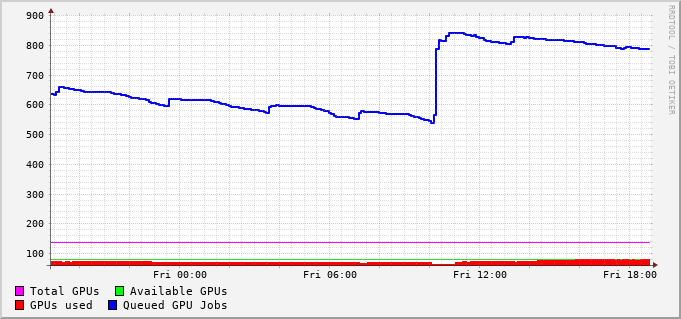 900
800
700
600
500
400
300
200
100
Fri 00:00 Fri 06:00 Fri 12:00 Fri 18:00
Total GPUs Available GPUs
GPUs used Queued GPU Jobs
RRDTOOL / TOBI OETIKER